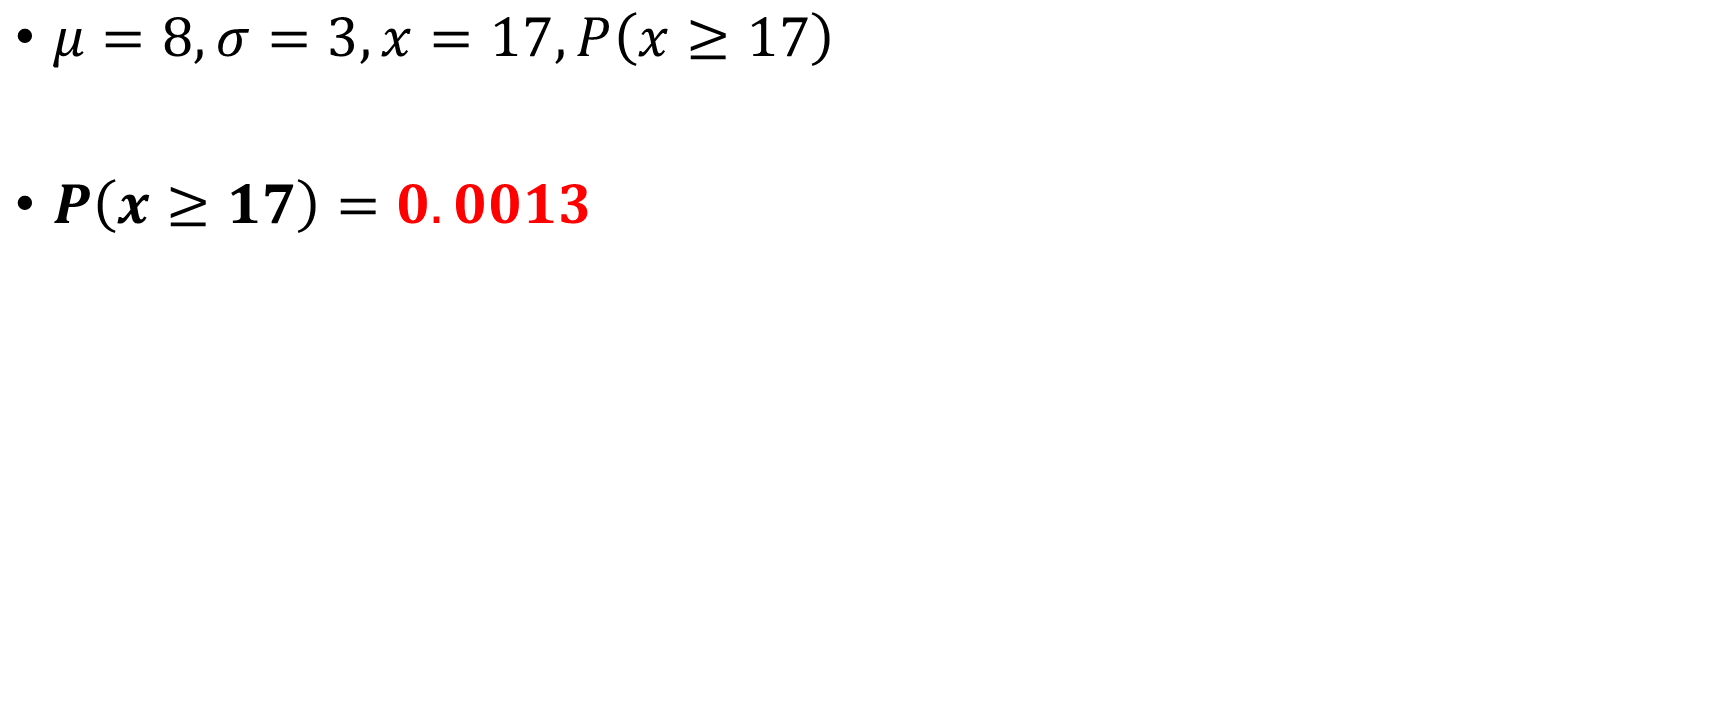 • μ = 8, σ = 3, x = 17, P(x ≥ 17)
• P(x ≥ 17) = 0.0013